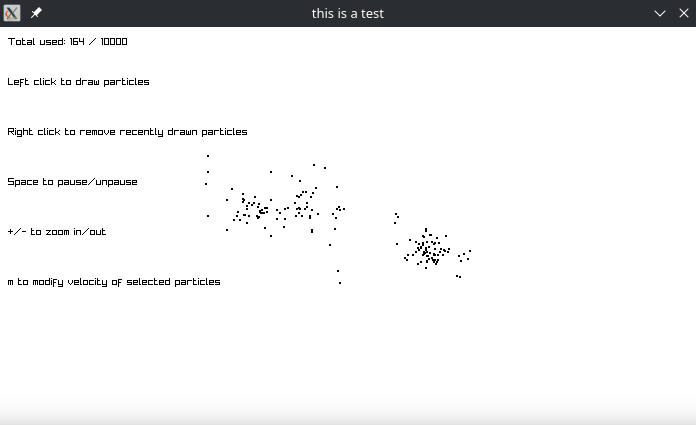 this is a test
Total used: 164 / 10000
Left click to draw particles
Right click to remove recently drawn particles
Space to pause/unpause
+/- to zoom in/out
m to modify velocity of selected particles